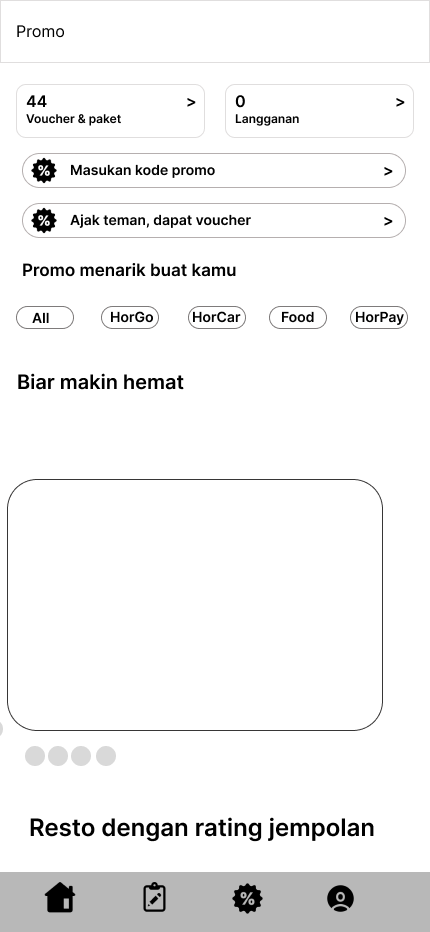 Promo
44 >
Voucher & paket
0 >
Langganan
% Masukan kode promo >
% Ajak teman, dapat voucher >
Promo menarik buat kamu
All HorGo HorCar Food HorPay
Biar makin hemat
Resto dengan rating jempolan
%